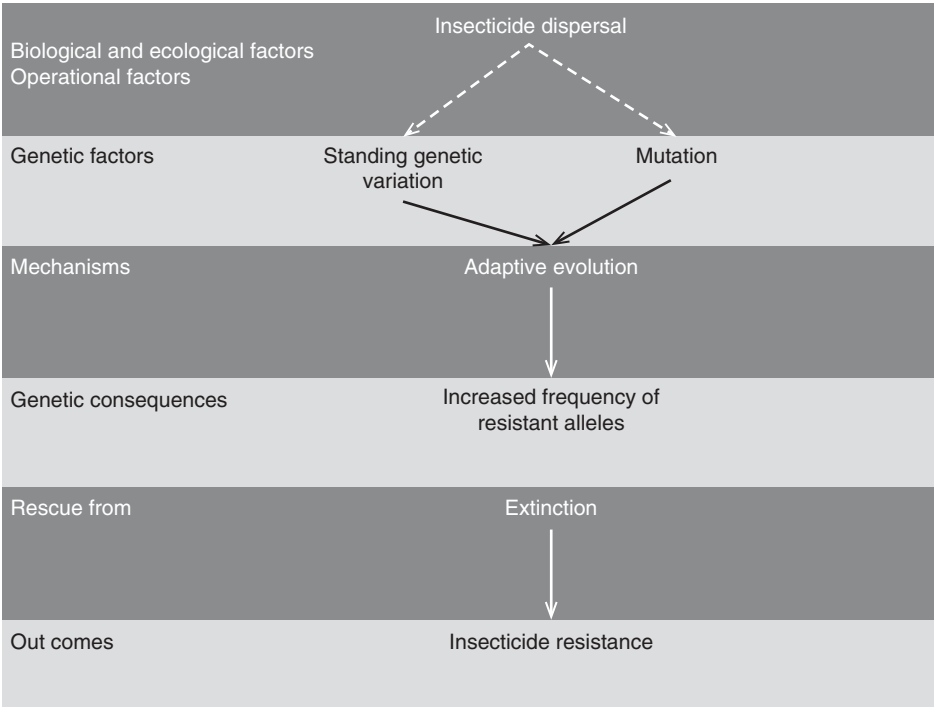 Insecticide dispersal
Biological and ecological factors
Operational factors
Genetic factors
Standing genetic
variation
Mutation
Mechanisms
Adaptive evolution
Genetic consequences
Increased frequency of
resistant alleles
Rescue from
Extinction
Out comes
Insecticide resistance